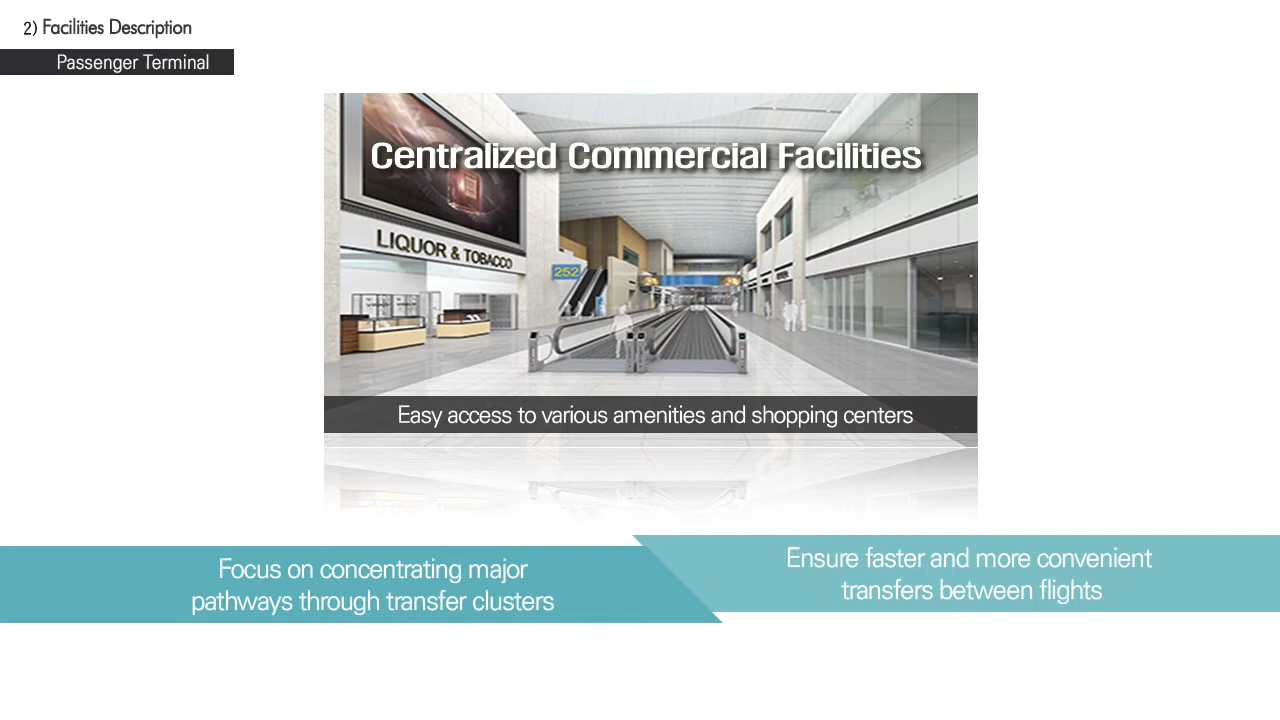 2) Facilities Description
Passenger Terminal
Centralized Commercial Facilities
LIQUOR & TOBACCO
252
Easy access to various amenities and shopping centers
Focus on concentrating major
pathways through transfer clusters
Ensure faster and more convenient
transfers between flights